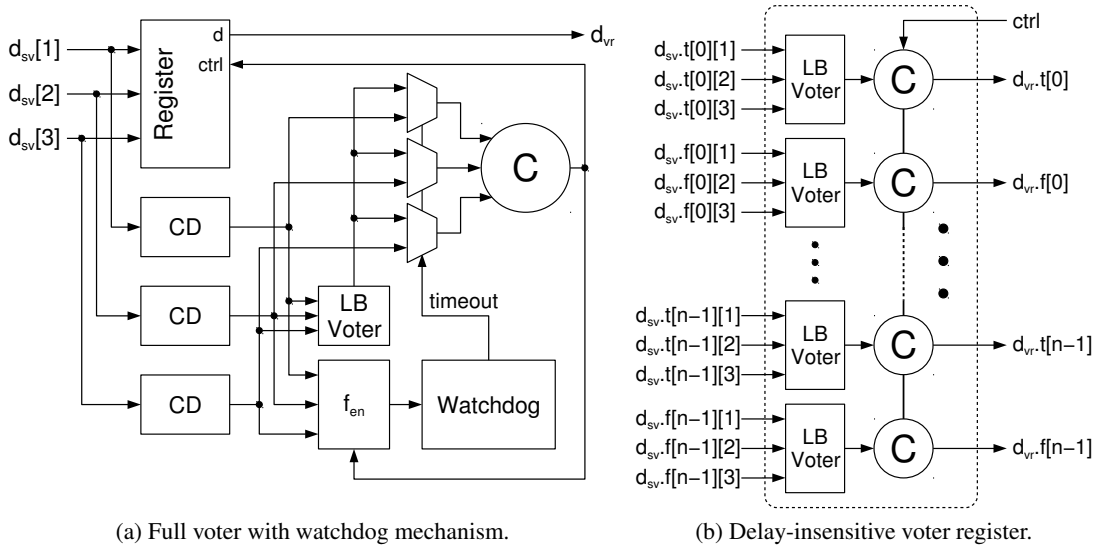 d_sv[1]
d_sv[2]
d_sv[3]
Register
d
ctrl
d_vr
C
CD
CD
CD
LB
Voter
timeout
f_en
Watchdog
(a) Full voter with watchdog mechanism.
ctrl
d_sv.t[0][1]
d_sv.t[0][2]
d_sv.t[0][3]
LB
Voter
C
d_vr.t[0]
d_sv.f[0][1]
d_sv.f[0][2]
d_sv.f[0][3]
LB
Voter
C
d_vr.f[0]
d_sv.t[n−1][1]
d_sv.t[n−1][2]
d_sv.t[n−1][3]
LB
Voter
C
d_vr.t[n−1]
d_sv.f[n−1][1]
d_sv.f[n−1][2]
d_sv.f[n−1][3]
LB
Voter
C
d_vr.f[n−1]
(b) Delay-insensitive voter register.